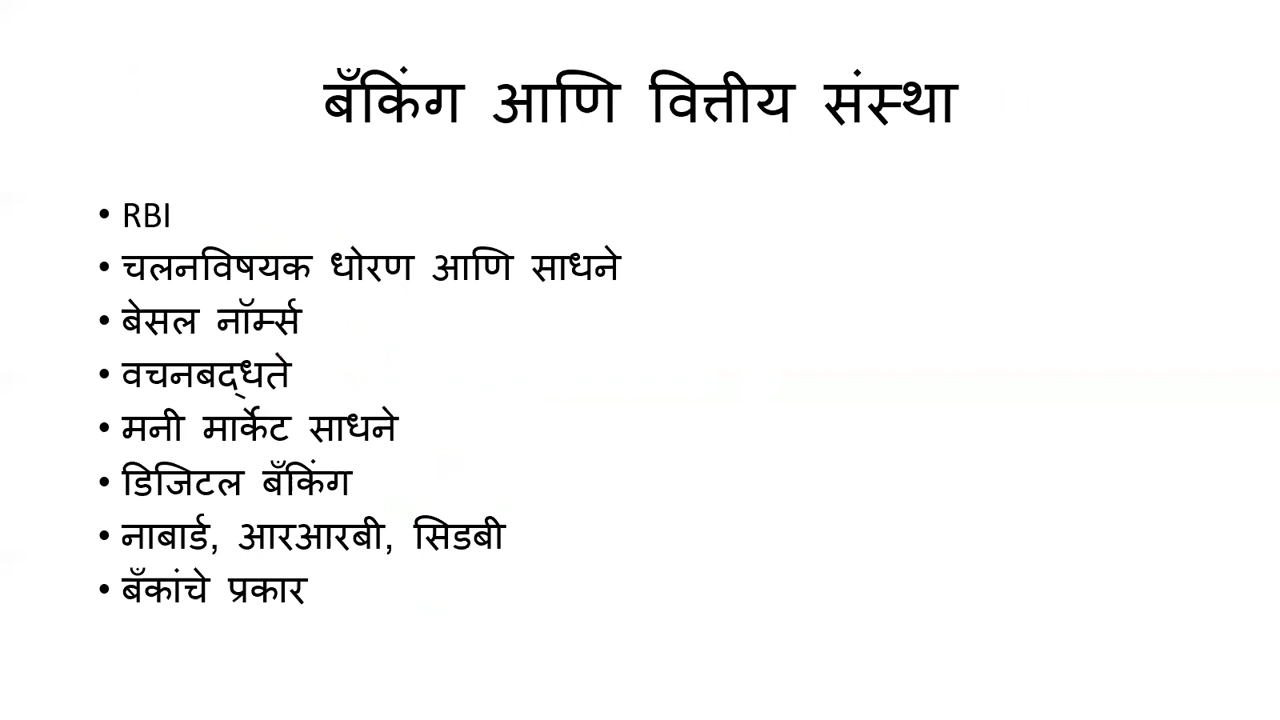 बँकिंग आणि वित्तीय संस्था
• RBI
• चलनविषयक धोरण आणि साधने
• बेसल नॉर्म्स
• वचनबद्धते
• मनी मार्केट साधने
• डिजिटल बँकिंग
• नाबार्ड, आरआरबी, सिडबी
• बँकांचे प्रकार